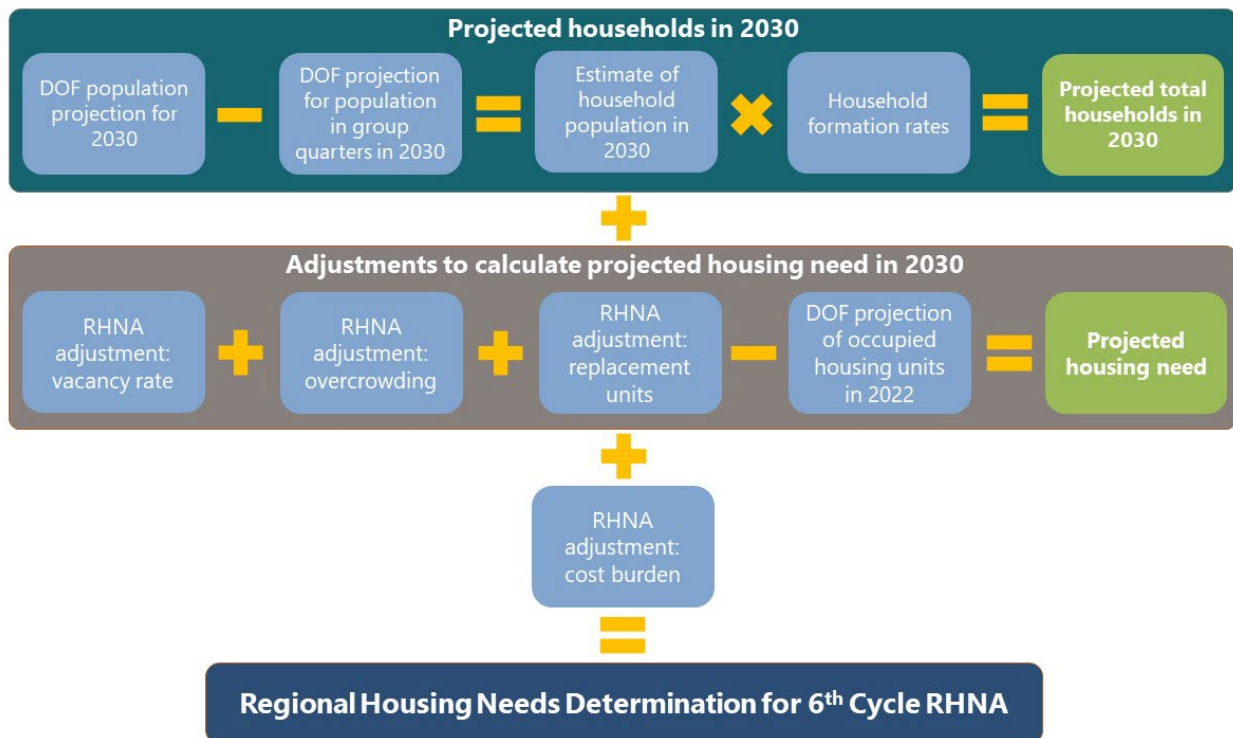 Projected households in 2030
DOF population
projection for
2030
DOF projection
for population
in group
quarters in 2030
Estimate of
household
population in
2030
Household
formation rates
Projected total
households in
2030
Adjustments to calculate projected housing need in 2030
RHNA
adjustment:
vacancy rate
RHNA
adjustment:
overcrowding
RHNA
adjustment:
replacement
units
DOF projection
of occupied
housing units
in 2022
Projected
housing need
RHNA
adjustment:
cost burden
Regional Housing Needs Determination for 6th Cycle RHNA